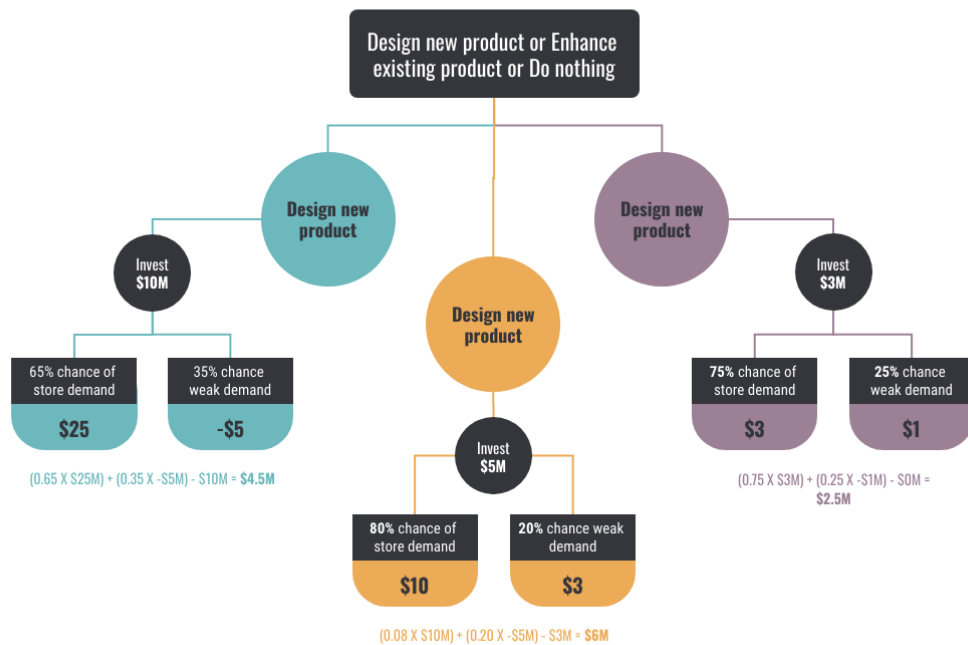 Design new product or Enhance
existing product or Do nothing
Design new
product
Invest
$10M
65% chance of
store demand
$25
35% chance
weak demand
-$5
(0.65 X $25M) + (0.35 X -$5M) - $10M = $4.5M
Design new
product
Invest
$5M
80% chance of
store demand
$10
20% chance weak
demand
$3
(0.08 X $10M) + (0.20 X -$5M) - $3M = $6M
Design new
product
Invest
$3M
75% chance of
store demand
$3
25% chance
weak demand
$1
(0.75 X $3M) + (0.25 X -$1M) - $0M =
$2.5M